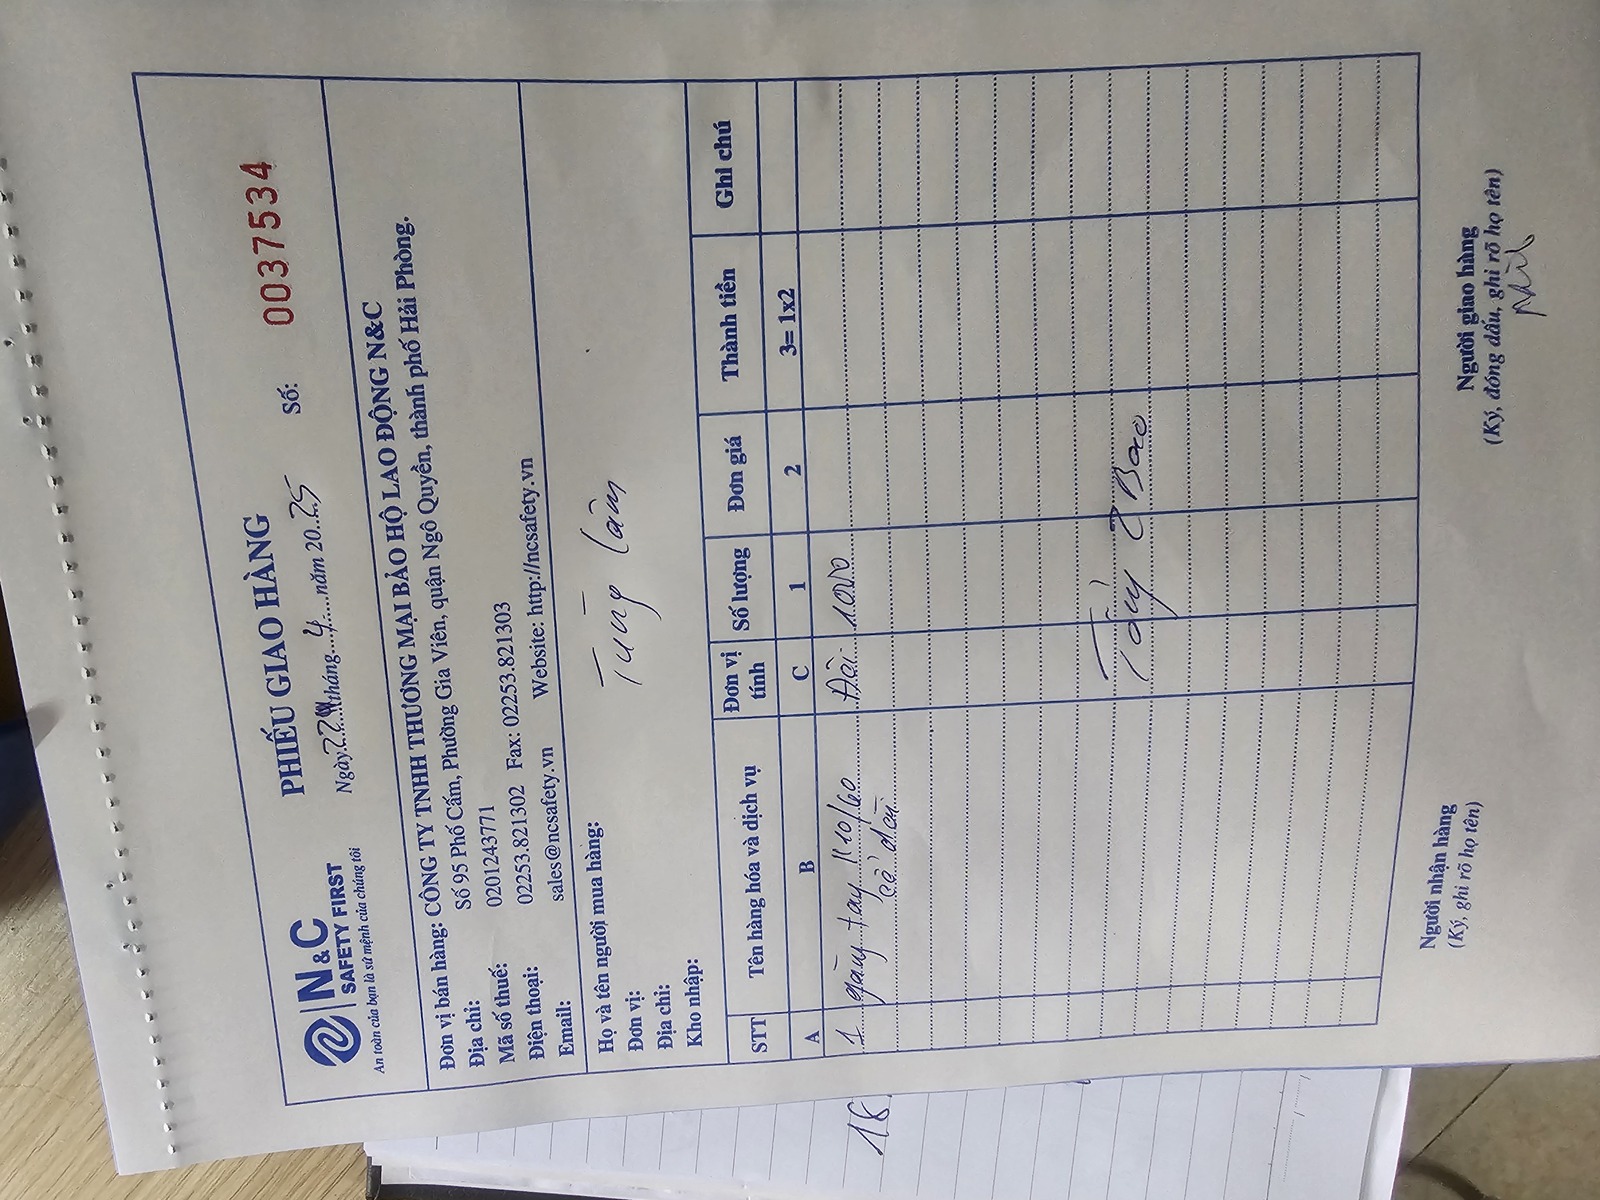 N&C
SAFETY FIRST
An toàn của bạn là sứ mệnh của chúng tôi
PHIẾU GIAO HÀNG
Ngày 22 tháng 4 năm 2025
Số: 0037534
Đơn vị bán hàng: CÔNG TY TNHH THƯƠNG MẠI BẢO HỘ LAO ĐỘNG N&C
Địa chỉ: Số 95 Phố Cấm, Phường Gia Viên, quận Ngô Quyền, thành phố Hải Phòng.
Mã số thuế: 0201243771
Điện thoại: 02253.821302 Fax: 02253.821303
Email: sales@ncsafety.vn Website: http://ncsafety.vn
Họ và tên người mua hàng: Tùng Lâm
Đơn vị:
Địa chỉ:
Kho nhập:
STT Tên hàng hóa và dịch vụ Đơn vị tính Số lượng Đơn giá Thành tiền Ghi chú
A B C 1 2 3= 1x2
1 găng tay K10/60 Đôi 1000
Tổng 2 Bao
Người nhận hàng
(Ký, ghi rõ họ tên)
Người giao hàng
(Ký, đóng dấu, ghi rõ họ tên)
18